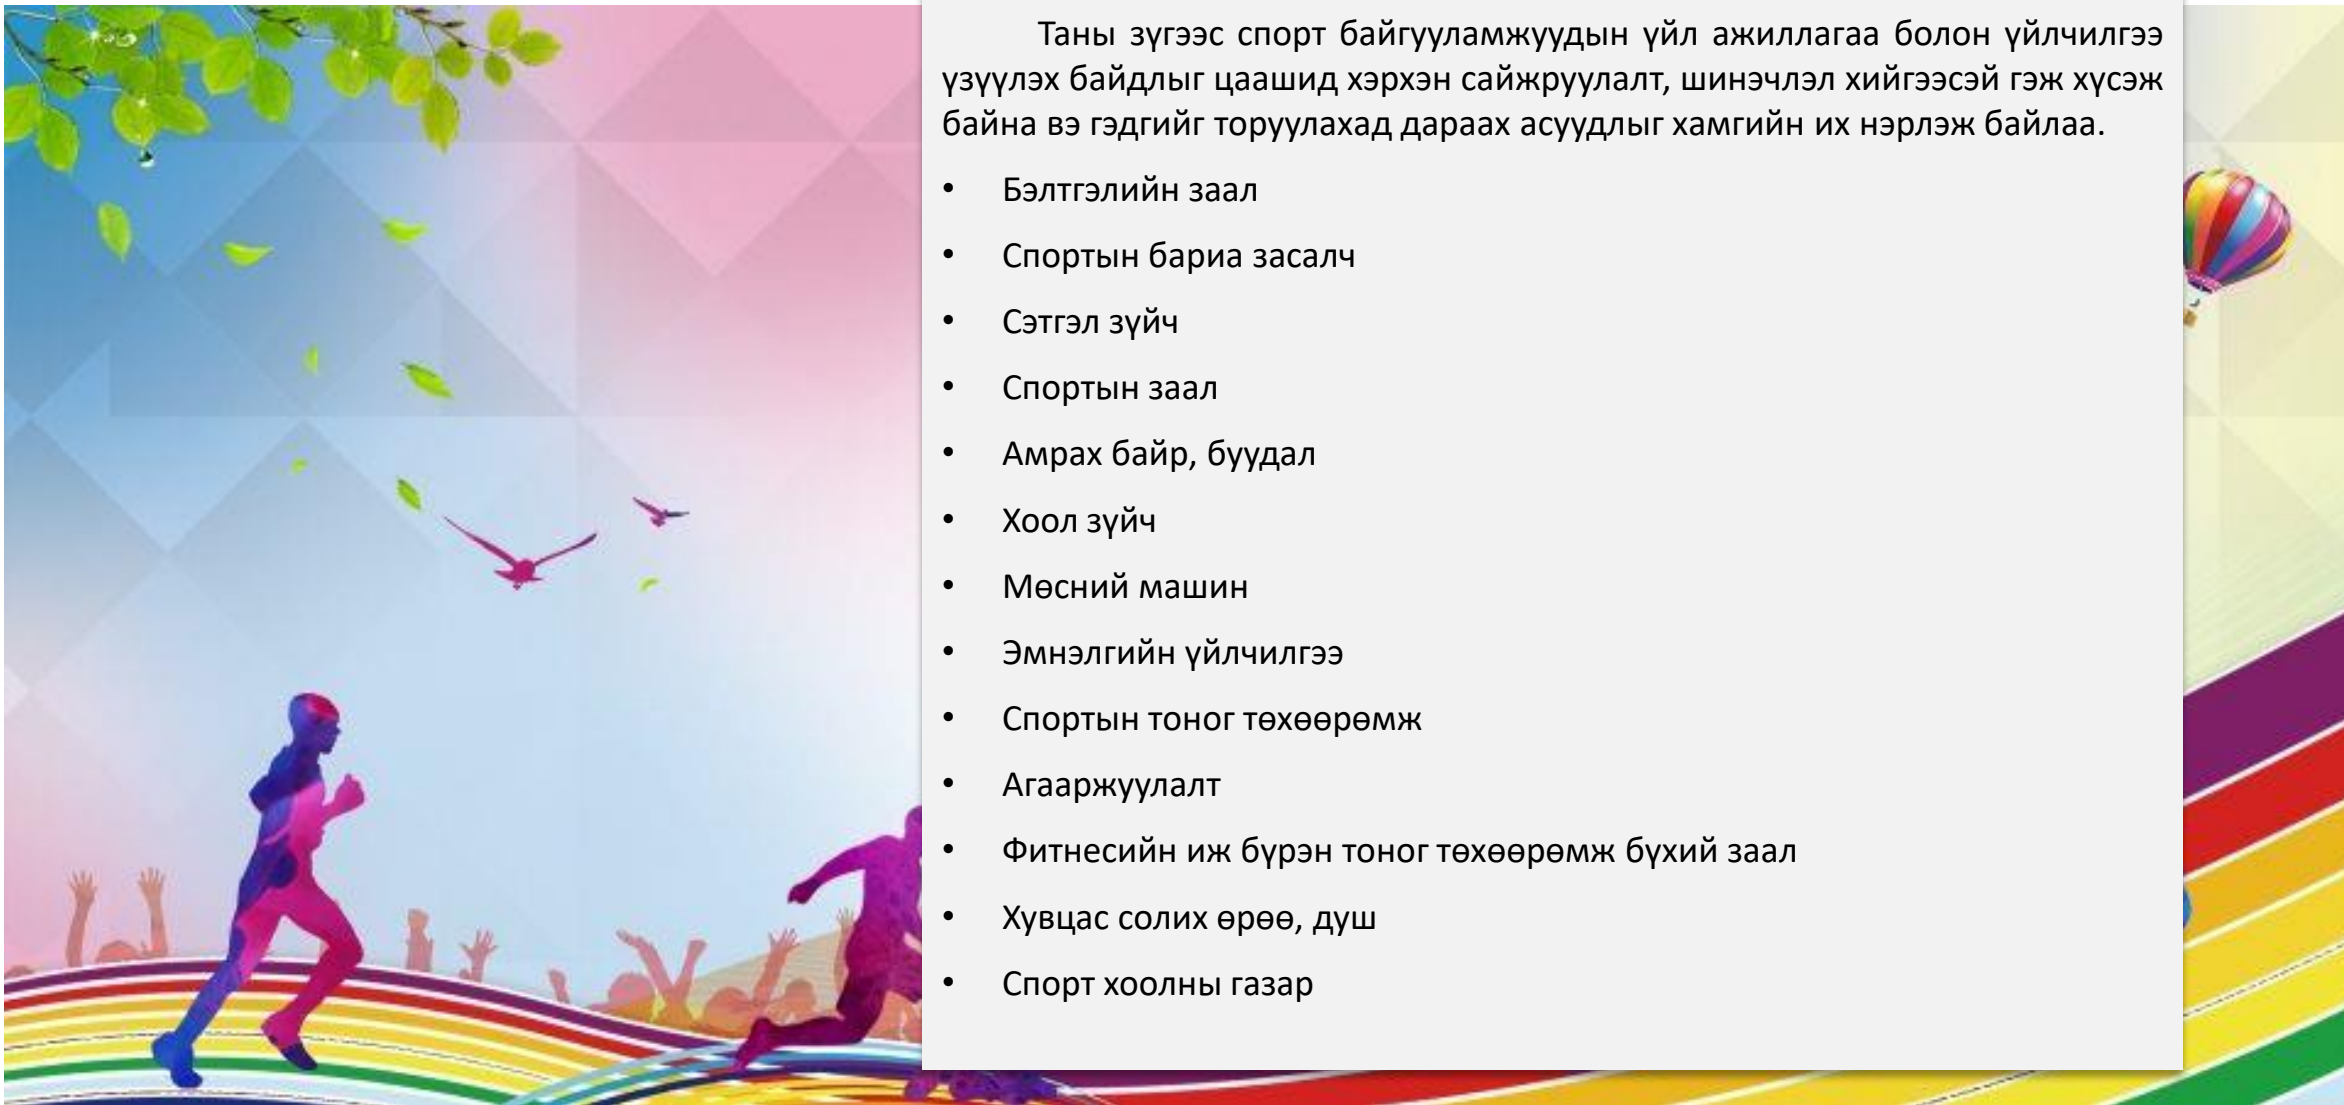 Таны зүгээс спорт байгууламжуудын үйл ажиллагаа болон үйлчилгээ
үзүүлэх байдлыг цаашид хэрхэн сайжруулалт, шинэчлэл хийгээсэй гэж хүсэж
байна вэ гэдгийг торуулахад дараах асуудлыг хамгийн их нэрлэж байлаа.
• Бэлтгэлийн заал
• Спортын бариа засалч
• Сэтгэл зүйч
• Спортын заал
• Амрах байр, буудал
• Хоол зүйч
• Мөсний машин
• Эмнэлгийн үйлчилгээ
• Спортын тоног төхөөрөмж
• Агааржуулалт
• Фитнесийн иж бүрэн тоног төхөөрөмж бүхий заал
• Хувцас солих өрөө, душ
• Спорт хоолны газар